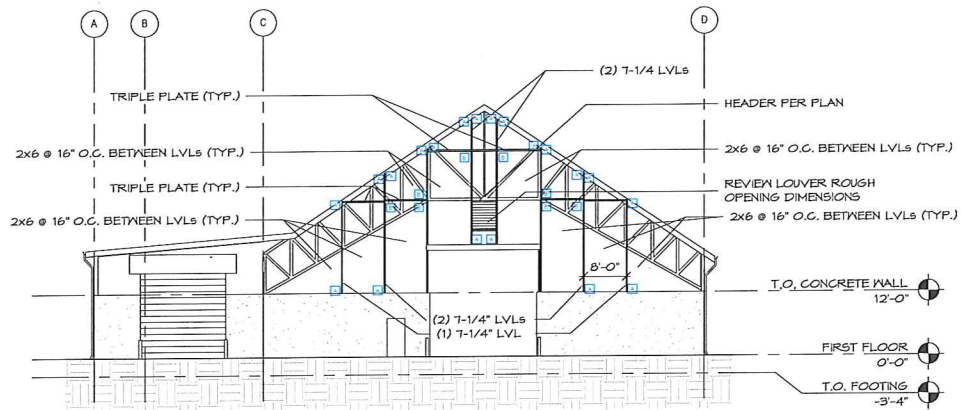 A
B
C
D
(2) 7-1/4 LVLs
TRIPLE PLATE (TYP.)
HEADER PER PLAN
2x6 @ 16" O.C. BETWEEN LVLs (TYP.)
2x6 @ 16" O.C. BETWEEN LVLs (TYP.)
TRIPLE PLATE (TYP.)
REVIEW LOUVER ROUGH
OPENING DIMENSIONS
2x6 @ 16" O.C. BETWEEN LVLs (TYP.)
2x6 @ 16" O.C. BETWEEN LVLs (TYP.)
8'-0"
T.O. CONCRETE WALL
12'-0"
(2) 7-1/4" LVLs
(1) 7-1/4" LVL
FIRST FLOOR
0'-0"
T.O. FOOTING
-3'-4"